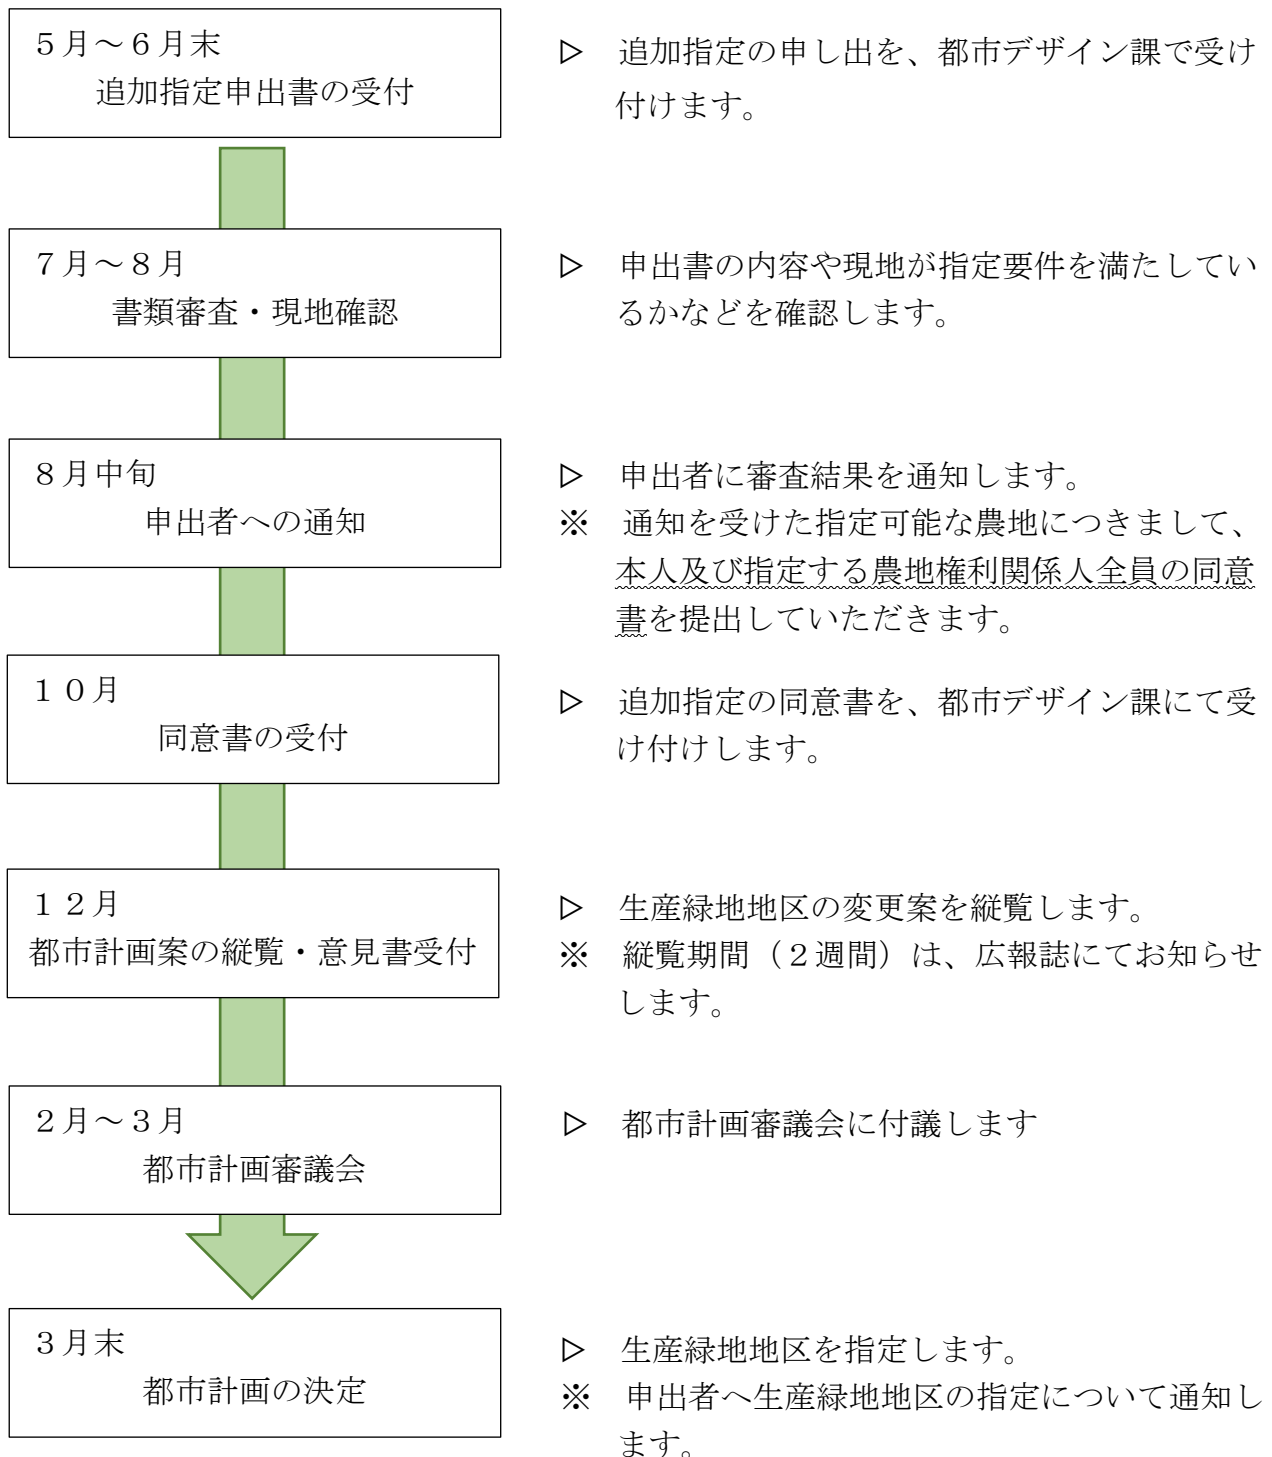 ５月～６月末
追加指定申出書の受付
▷ 追加指定の申し出を、都市デザイン課で受け
付けます。
７月～８月
書類審査・現地確認
▷ 申出書の内容や現地が指定要件を満たしてい
るかなどを確認します。
８月中旬
申出者への通知
▷ 申出者に審査結果を通知します。
※ 通知を受けた指定可能な農地につきまして、
本人及び指定する農地権利関係人全員の同意
書を提出していただきます。
１０月
同意書の受付
▷ 追加指定の同意書を、都市デザイン課にて受
け付けします。
１２月
都市計画案の縦覧・意見書受付
▷ 生産緑地地区の変更案を縦覧します。
※ 縦覧期間（２週間）は、広報誌にてお知らせ
します。
２月～３月
都市計画審議会
▷ 都市計画審議会に付議します
３月末
都市計画の決定
▷ 生産緑地地区を指定します。
※ 申出者へ生産緑地地区の指定について通知し
ます。